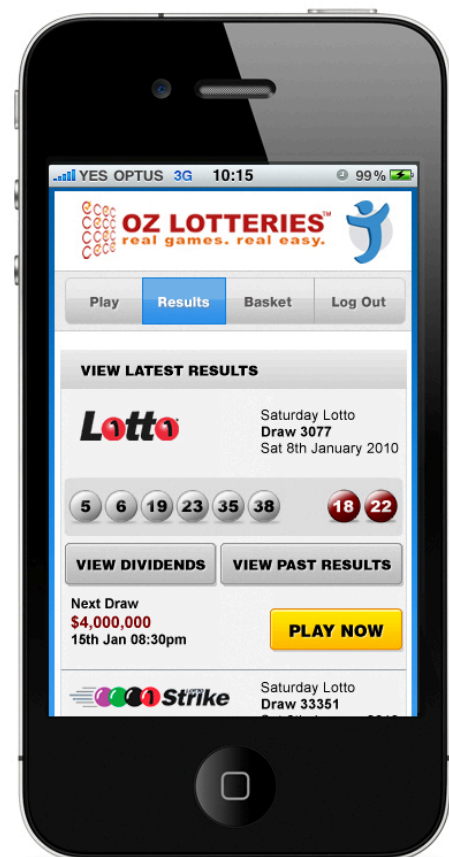 YES OPTUS 3G 10:15 99%
OZ LOTTERIES™
real games. real easy.
Play Results Basket Log Out
VIEW LATEST RESULTS
Lotto
Saturday Lotto
Draw 3077
Sat 8th January 2010
5 6 19 23 35 38 18 22
VIEW DIVIDENDS VIEW PAST RESULTS
Next Draw
$4,000,000
15th Jan 08:30pm
PLAY NOW
1 LOTTO Strike
Saturday Lotto
Draw 33351